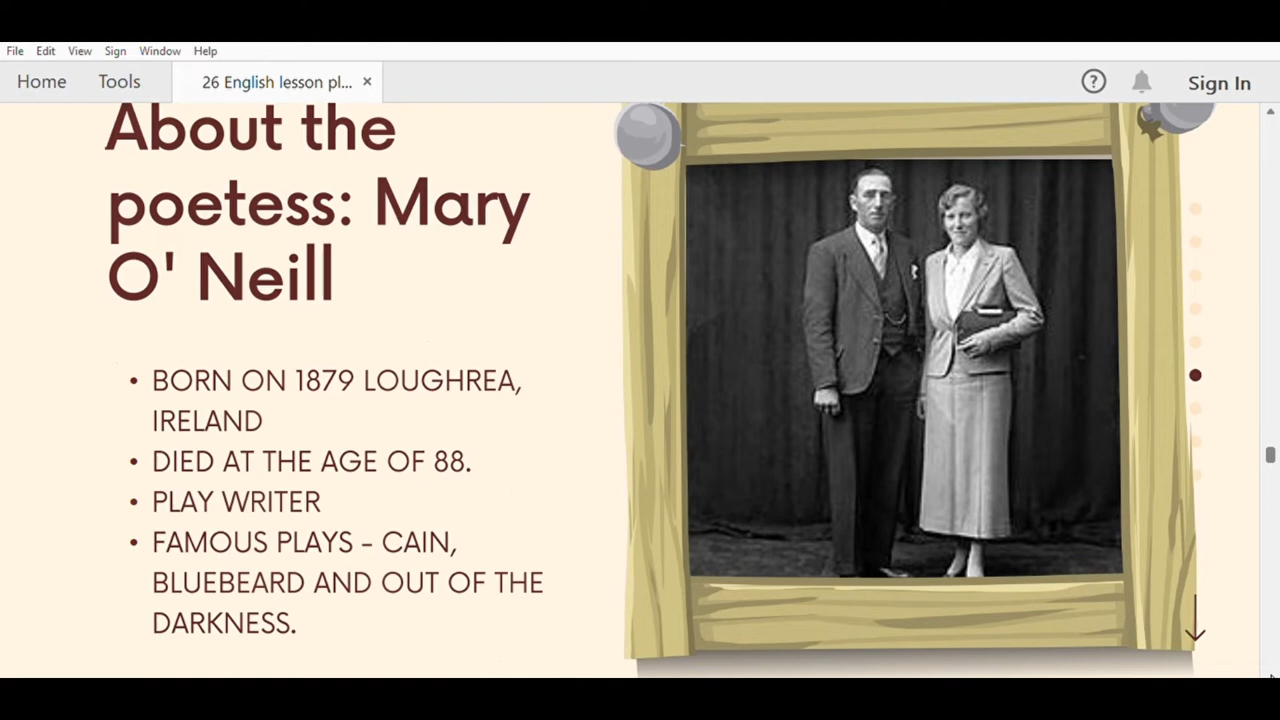 File Edit View Sign Window Help
Home Tools 26 English lesson pl... × ? Sign In
About the
poetess: Mary
O' Neill
• BORN ON 1879 LOUGHREA,
IRELAND
• DIED AT THE AGE OF 88.
• PLAY WRITER
• FAMOUS PLAYS - CAIN,
BLUEBEARD AND OUT OF THE
DARKNESS.